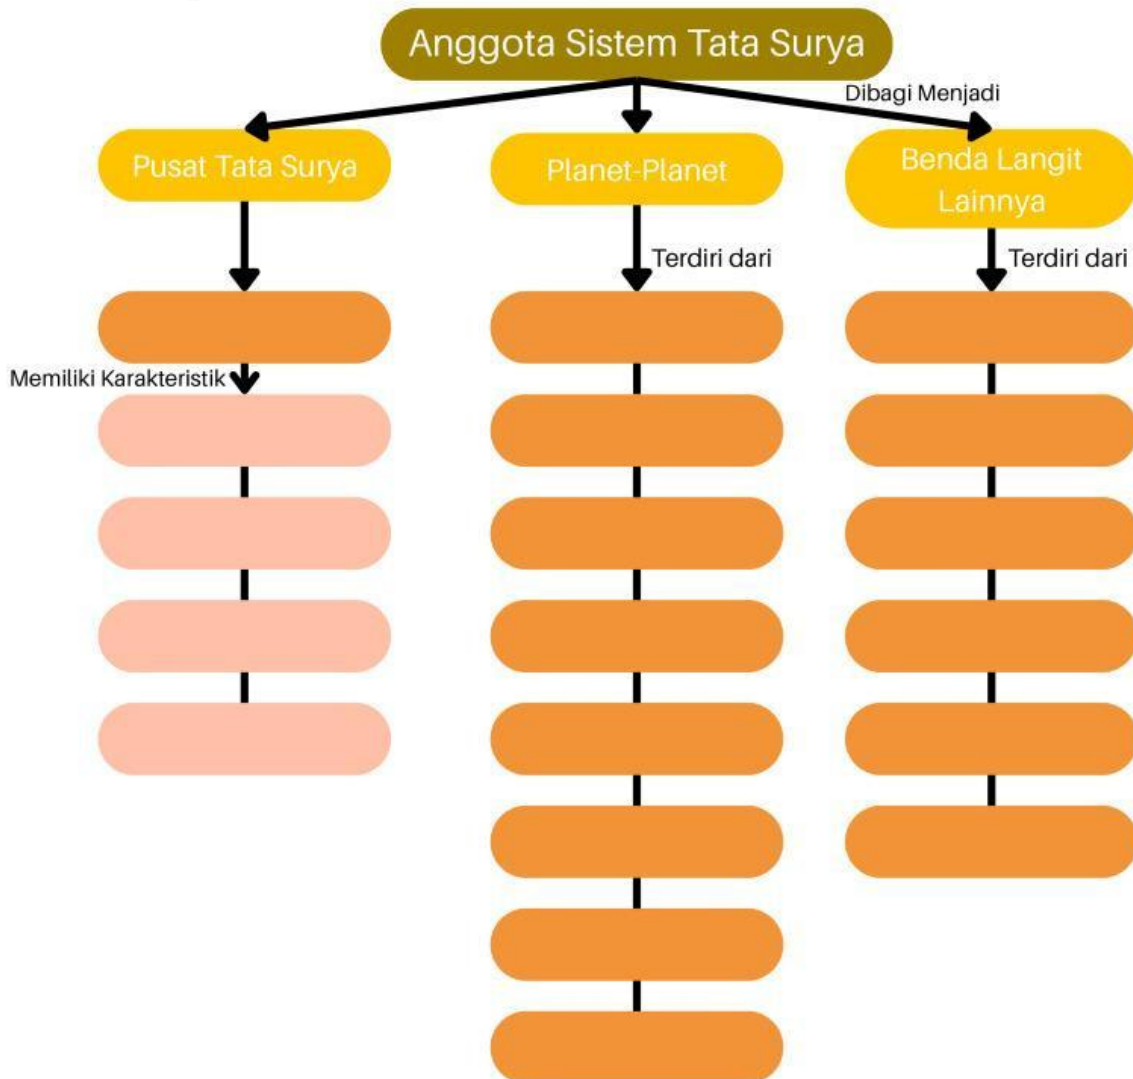 Anggota Sistem Tata Surya
Dibagi Menjadi
Pusat Tata Surya
Planet-Planet
Benda Langit
Lainnya
Terdiri dari
Terdiri dari
Memiliki Karakteristik